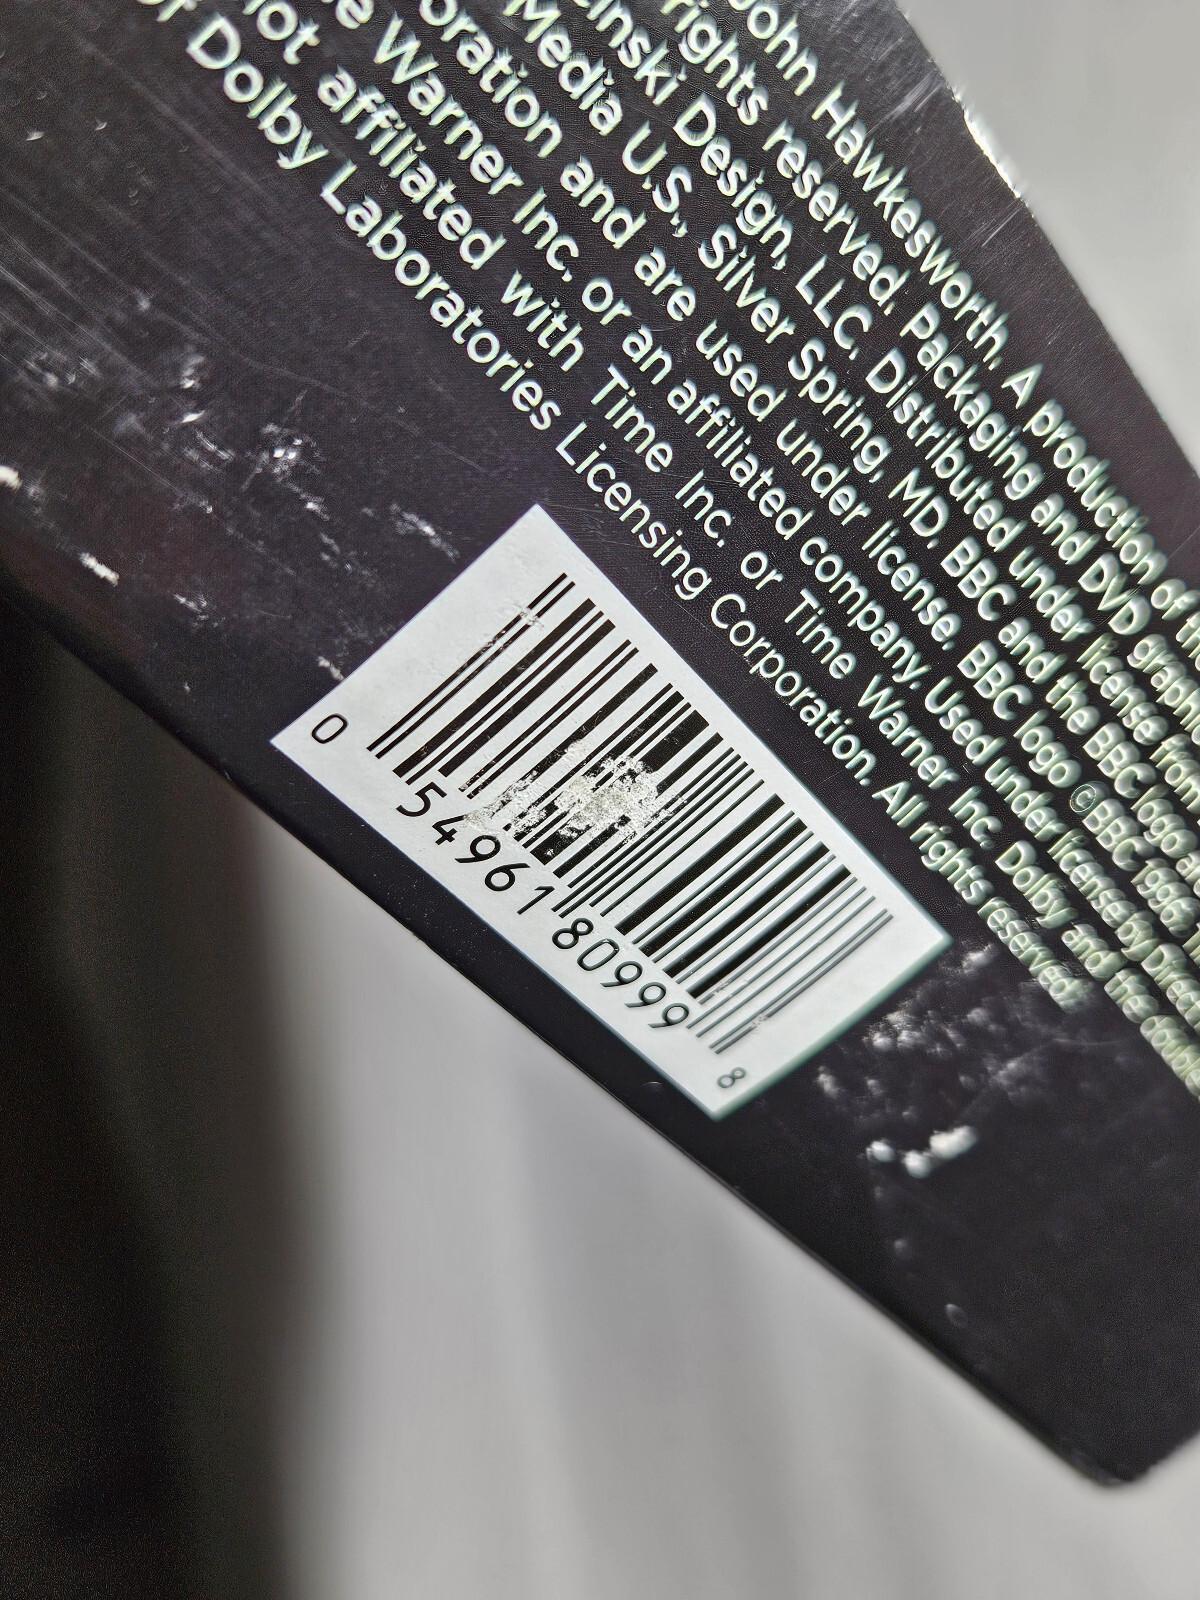 John Hawkesworth. A production of
rights reserved. Packaging and DVD
Design, LLC. Distributed under license from
Media U.S., Silver Spring, MD. BBC and the BBC logo
and are used under license. BBC logo © BBC 1996.
Warner Inc. or an affiliated company. Used under license by
not affiliated with Time Inc. or Time Warner Inc. Dolby and the
of Dolby Laboratories Licensing Corporation. All rights reserved.
0 54961 80999 8